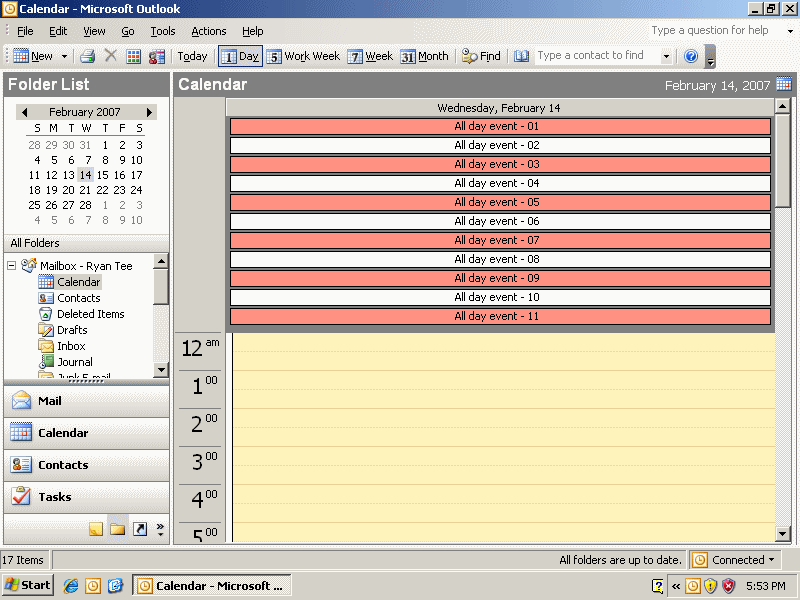 Calendar - Microsoft Outlook
File Edit View Go Tools Actions Help Type a question for help
New Today 1 Day 5 Work Week 7 Week 31 Month Find Type a contact to find
Folder List
February 2007
S M T W T F S
28 29 30 31 1 2 3
4 5 6 7 8 9 10
11 12 13 14 15 16 17
18 19 20 21 22 23 24
25 26 27 28 1 2 3
4 5 6 7 8 9 10
All Folders
Mailbox - Ryan Tee
Calendar
Contacts
Deleted Items
Drafts
Inbox
Journal
Junk E-mail
Mail
Calendar
Contacts
Tasks
Calendar February 14, 2007
Wednesday, February 14
All day event - 01
All day event - 02
All day event - 03
All day event - 04
All day event - 05
All day event - 06
All day event - 07
All day event - 08
All day event - 09
All day event - 10
All day event - 11
12 am
1 00
2 00
3 00
4 00
5 00
17 Items All folders are up to date. Connected
Start Calendar - Microsoft ... 5:53 PM